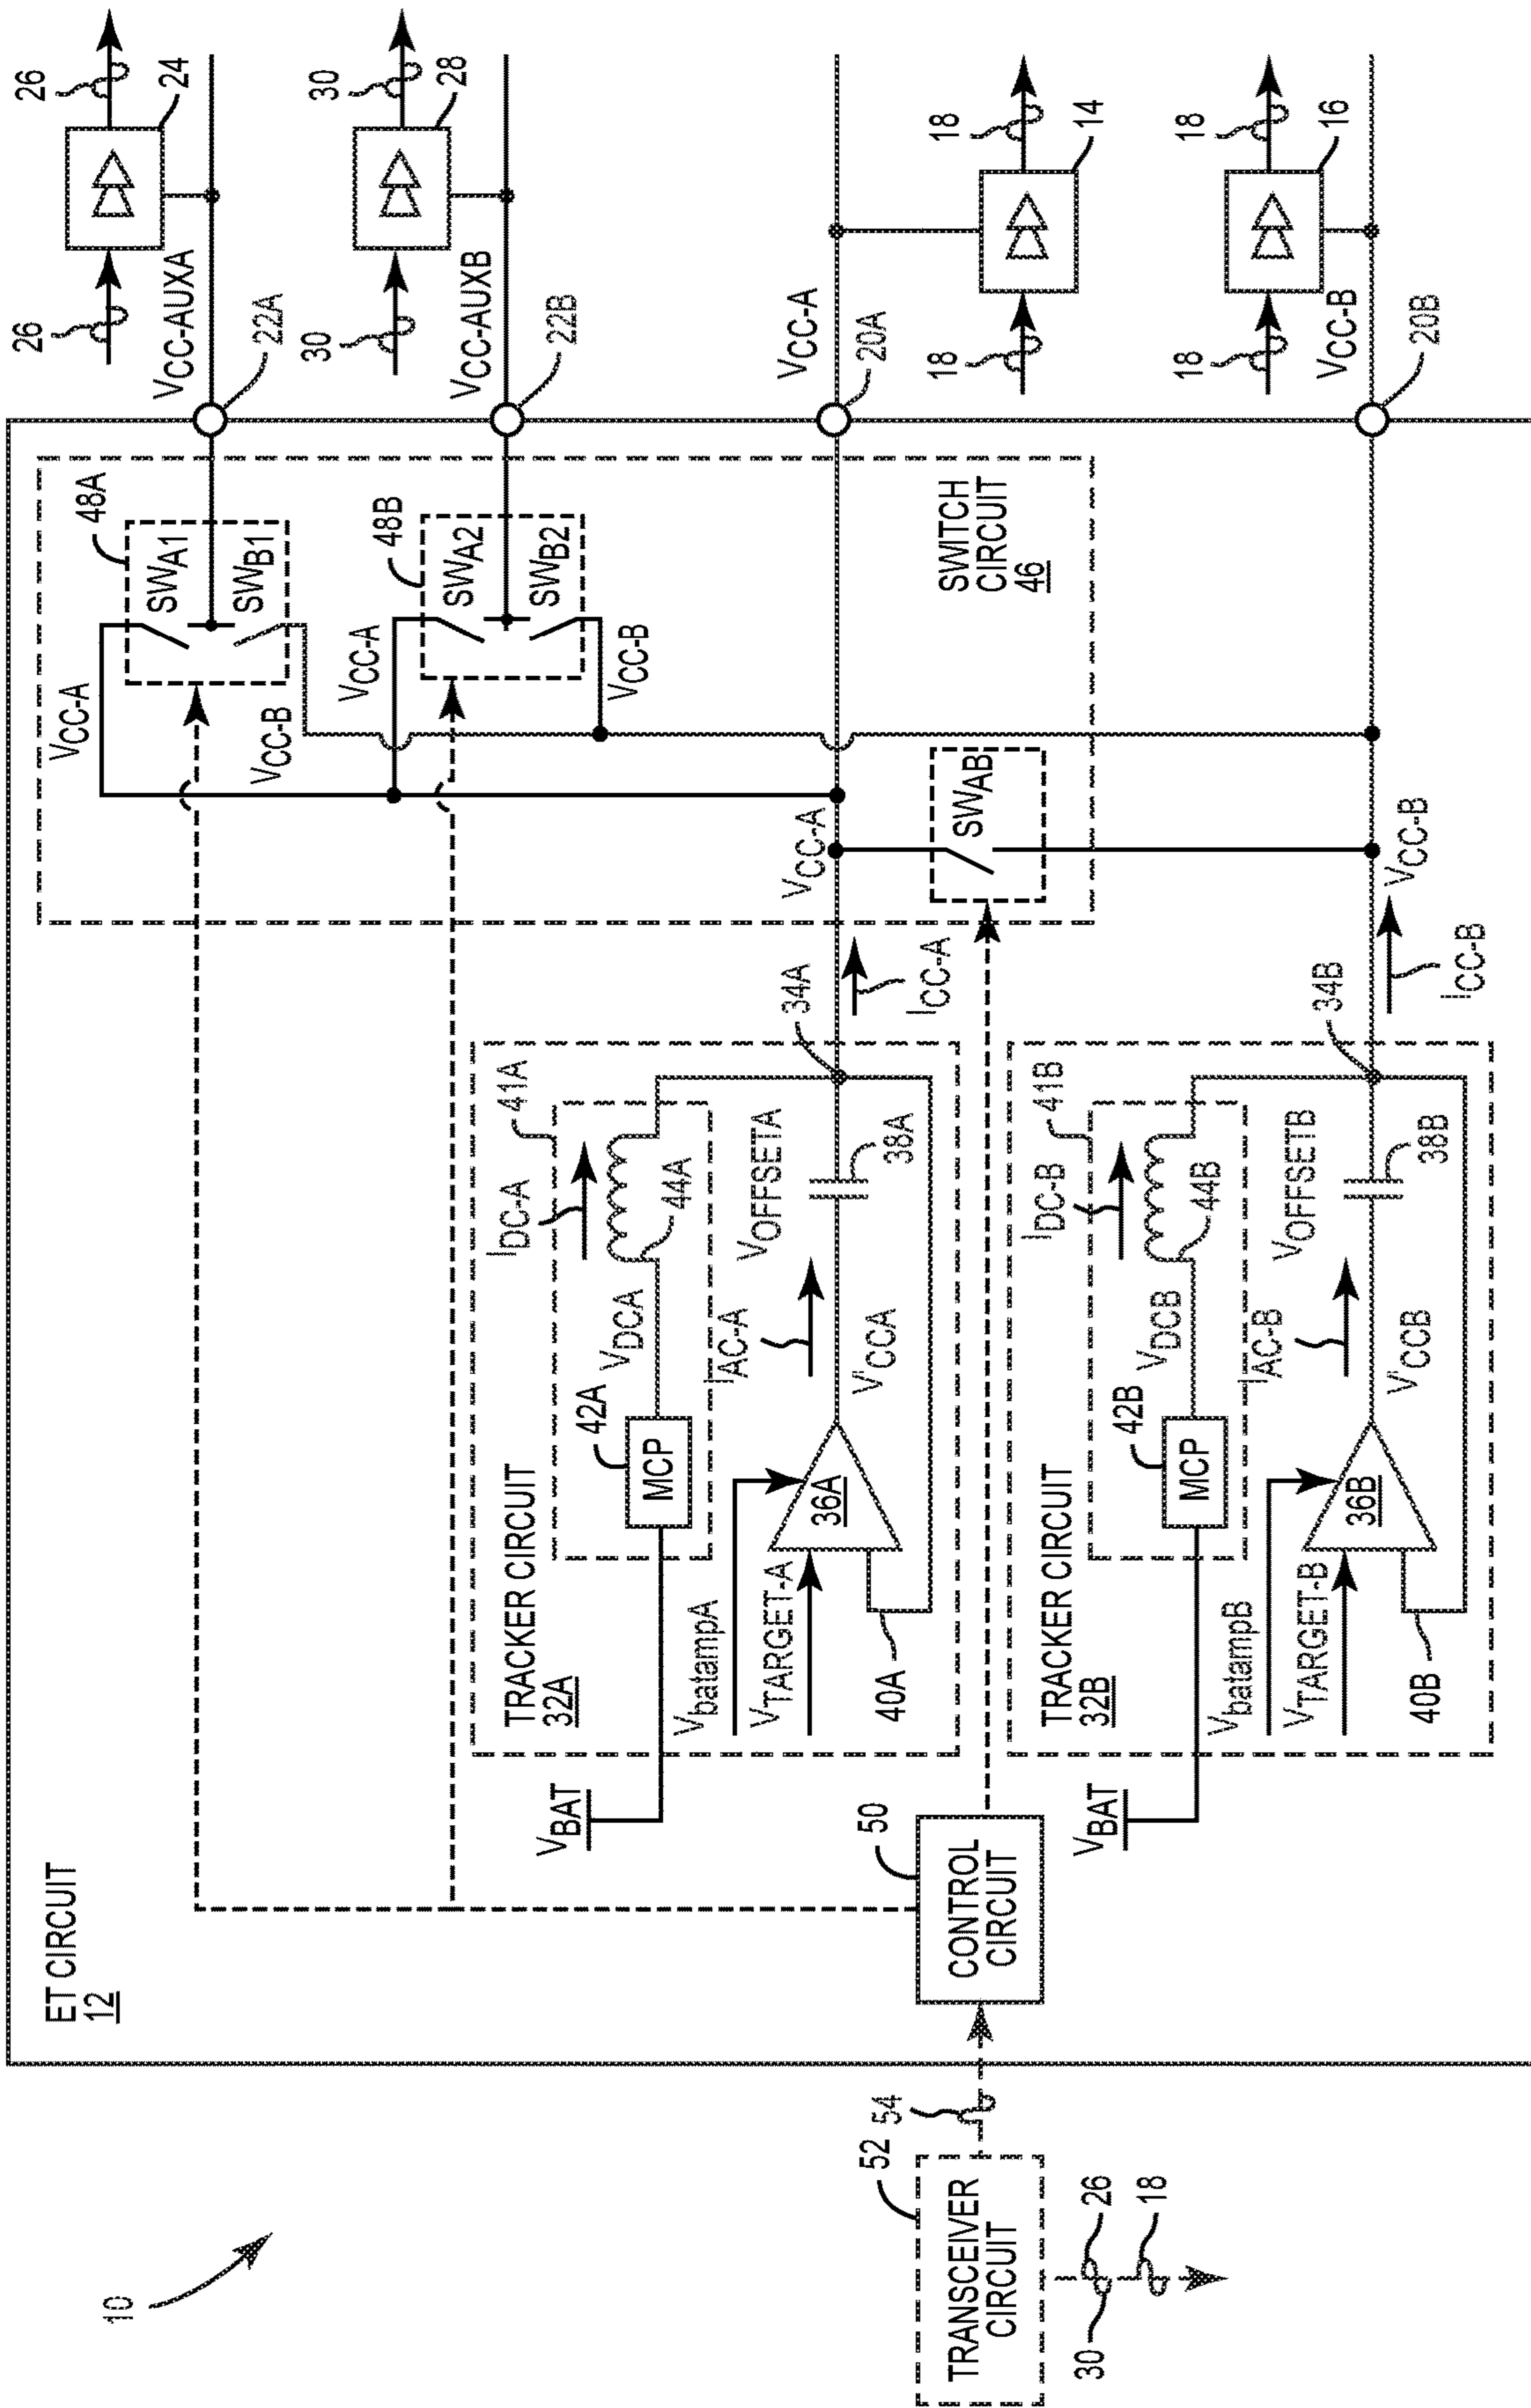 10
ET CIRCUIT
12
TRANSCEIVER
CIRCUIT
52
54
30
26
18
CONTROL
CIRCUIT
50
VBAT
TRACKER CIRCUIT
32A
MCP
42A
VDCA
IDC-A
41A
44A
VbatampA
VTARGET-A
36A
40A
IAC-A
V'CCA
VOFFSETA
38A
34A
ICC-A
VBAT
TRACKER CIRCUIT
32B
MCP
42B
VDCB
IDC-B
41B
44B
VbatampB
VTARGET-B
36B
40B
IAC-B
V'CCB
VOFFSETB
38B
34B
ICC-B
VCC-A
VCC-B
48A
SWA1
SWB1
VCC-A
VCC-B
48B
SWA2
SWB2
VCC-A
SWAB
VCC-B
SWITCH
CIRCUIT
46
26
26
24
VCC-AUXA
22A
30
30
28
VCC-AUXB
22B
VCC-A
20A
18
18
14
18
18
16
VCC-B
20B